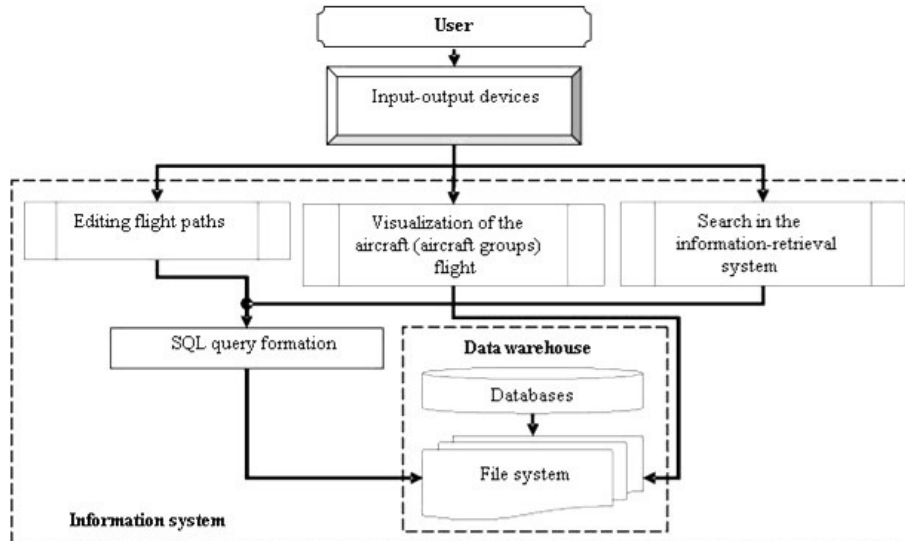 User
Input-output devices
Editing flight paths
Visualization of the
aircraft (aircraft groups)
flight
Search in the
information-retrieval
system
SQL query formation
Data warehouse
Databases
File system
Information system